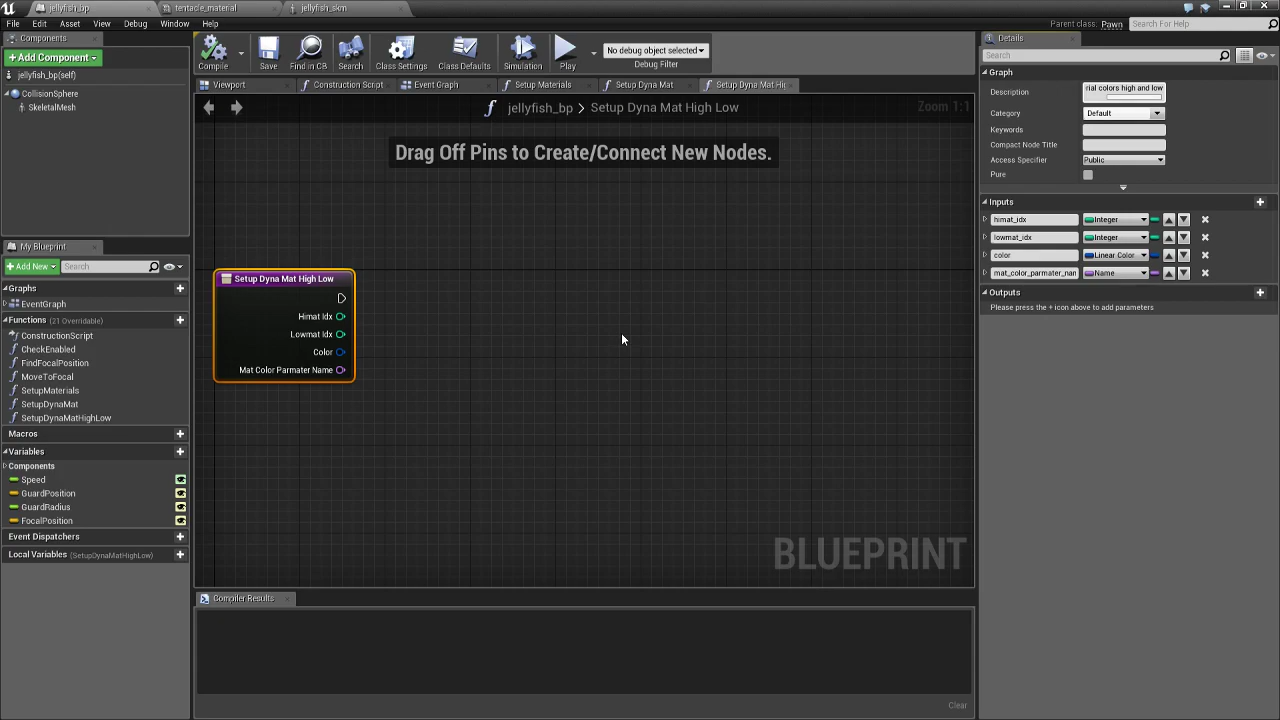 jellyfish_bp
tentacle_material
jellyfish_skm
File Edit Asset View Debug Window Help
Parent class: Pawn
Search For Help
Components
Add Component
jellyfish_bp(self)
CollisionSphere
SkeletalMesh
Compile
Save
Find in CB
Search
Class Settings
Class Defaults
Simulation
Play
No debug object selected
Debug Filter
Viewport
Construction Script
Event Graph
Setup Materials
Setup Dyna Mat
Setup Dyna Mat Hig
jellyfish_bp > Setup Dyna Mat High Low
Zoom 1:1
Drag Off Pins to Create/Connect New Nodes.
Setup Dyna Mat High Low
Himat Idx
Lowmat Idx
Color
Mat Color Parmater Name
BLUEPRINT
My Blueprint
Add New
Search
Graphs
EventGraph
Functions (21 Overridable)
ConstructionScript
CheckEnabled
FindFocalPosition
MoveToFocal
SetupMaterials
SetupDynaMat
SetupDynaMatHighLow
Macros
Variables
Components
Speed
GuardPosition
GuardRadius
FocalPosition
Event Dispatchers
Local Variables (SetupDynaMatHighLow)
Compiler Results
Clear
Details
Search
Graph
Description
rial colors high and low
Category
Default
Keywords
Compact Node Title
Access Specifier
Public
Pure
Inputs
himat_idx
Integer
lowmat_idx
Integer
color
Linear Color
mat_color_parmater_nan
Name
Outputs
Please press the + icon above to add parameters